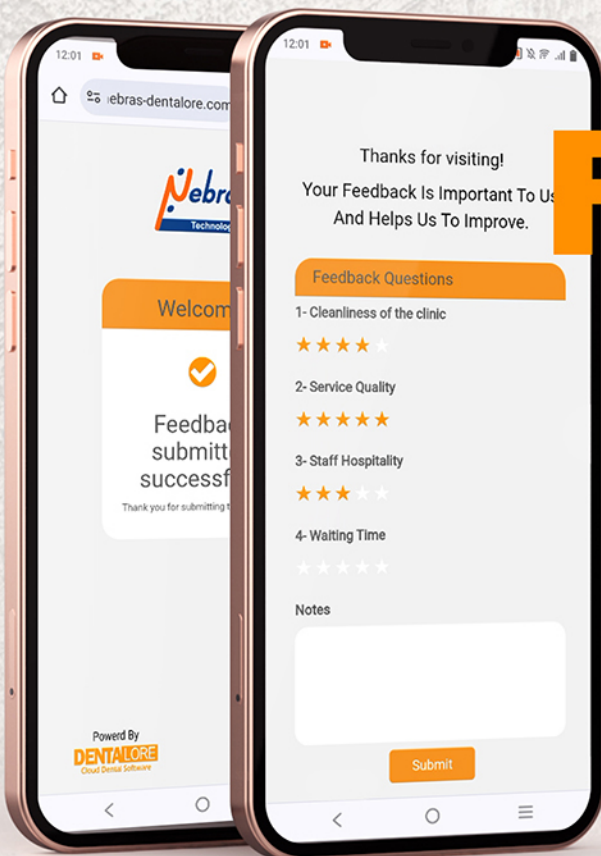 12:01
ebras-dentalore.com
Nebra
Technolog
Welcom
Feedba
submitt
successf
Thank you for submitting t
Powerd By
DENTALORE
Cloud Dental Software
12:01
Thanks for visiting!
Your Feedback Is Important To Us
And Helps Us To Improve.
Feedback Questions
1- Cleanliness of the clinic
2- Service Quality
3- Staff Hospitality
4- Waiting Time
Notes
Submit
F